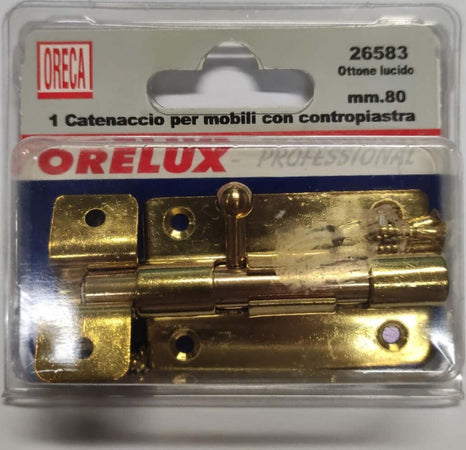 ORECA
26583
Ottone lucido
mm.80
1 Catenaccio per mobili con contropiastra
ORELUX - PROFESSIONAL